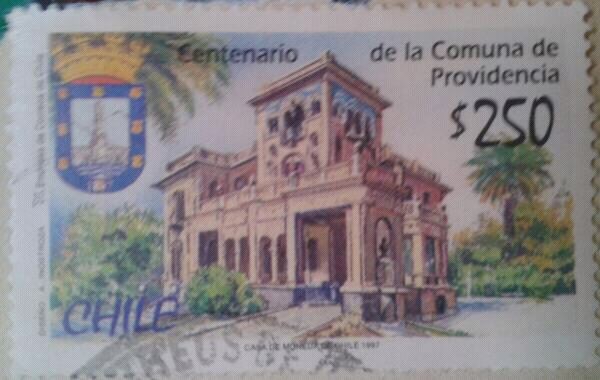 Centenario de la Comuna de
Providencia
$250
CHILE
CASA DE MONEDA DE CHILE 1997